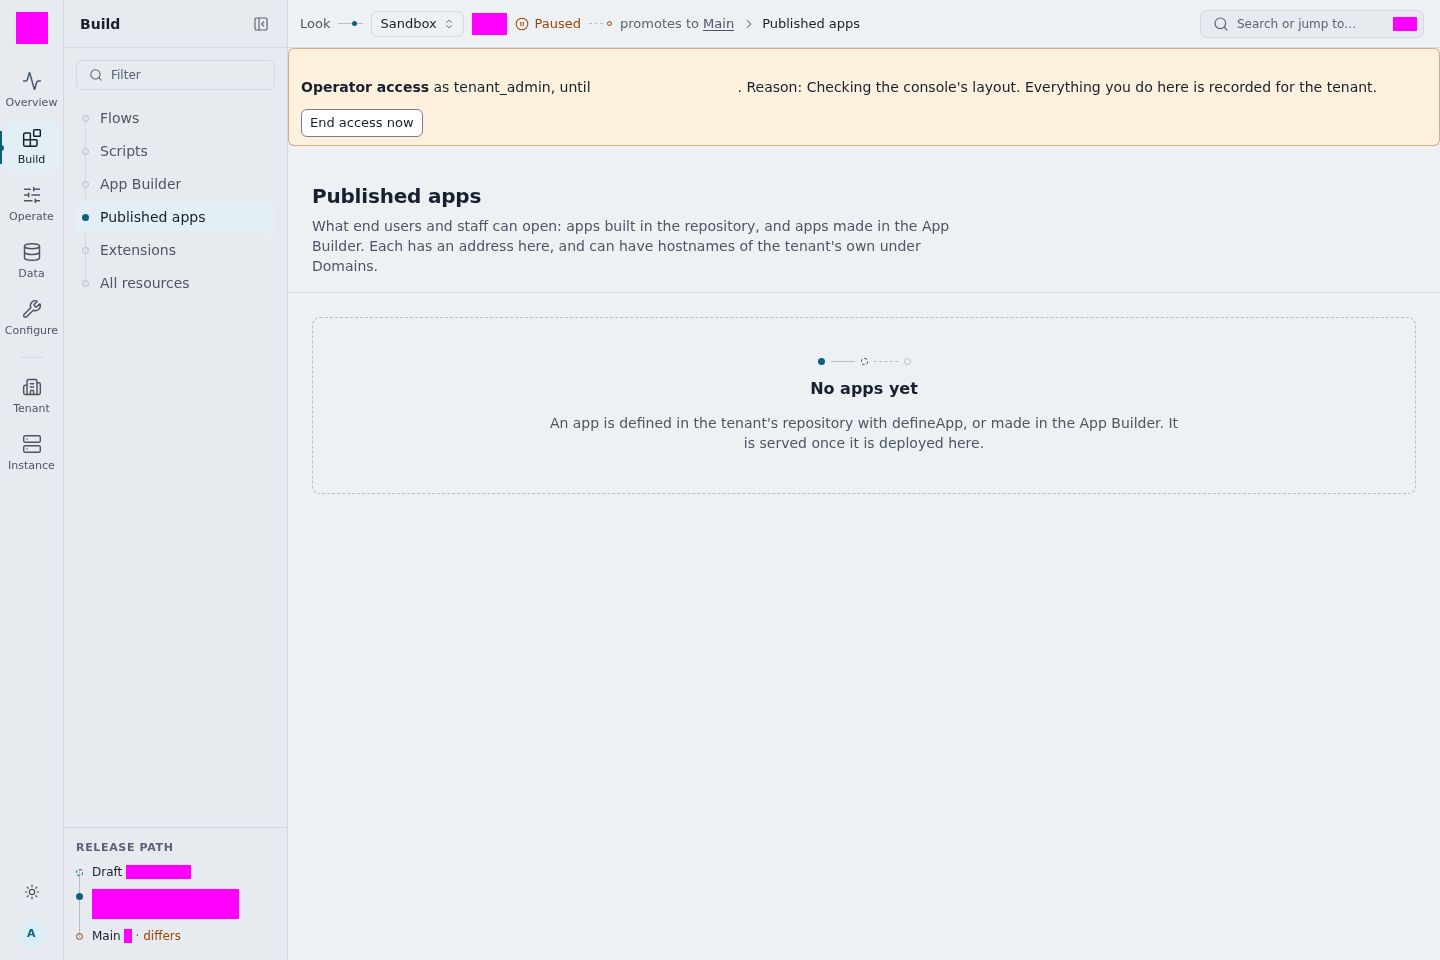 Build
Look
Sandbox
Paused
promotes to Main
Published apps
Search or jump to...
Overview
Build
Operate
Data
Configure
Tenant
Instance
A
Filter
Flows
Scripts
App Builder
Published apps
Extensions
All resources
RELEASE PATH
Draft
Main · differs
Operator access as tenant_admin, until . Reason: Checking the console's layout. Everything you do here is recorded for the tenant.
End access now
Published apps
What end users and staff can open: apps built in the repository, and apps made in the App
Builder. Each has an address here, and can have hostnames of the tenant's own under
Domains.
No apps yet
An app is defined in the tenant's repository with defineApp, or made in the App Builder. It
is served once it is deployed here.